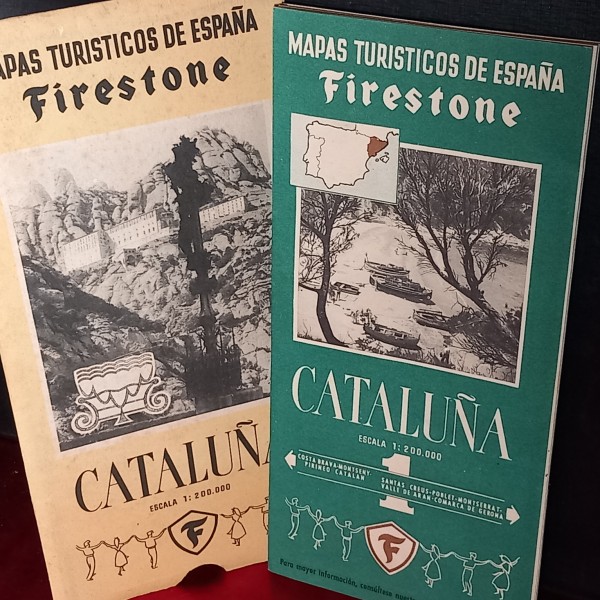 MAPAS TURISTICOS DE ESPAÑA
Firestone
CATALUÑA
ESCALA 1:200.000
F
MAPAS TURISTICOS DE ESPAÑA
Firestone
CATALUÑA
ESCALA 1:200.000
1
COSTA BRAVA-MONTSENY-
PIRINEO CATALAN
SANTAS CREUS-POBLET-MONTSERRAT-
VALLE DE ARAN-COMARCA DE GERONA
F
Para mayor información, consúltese